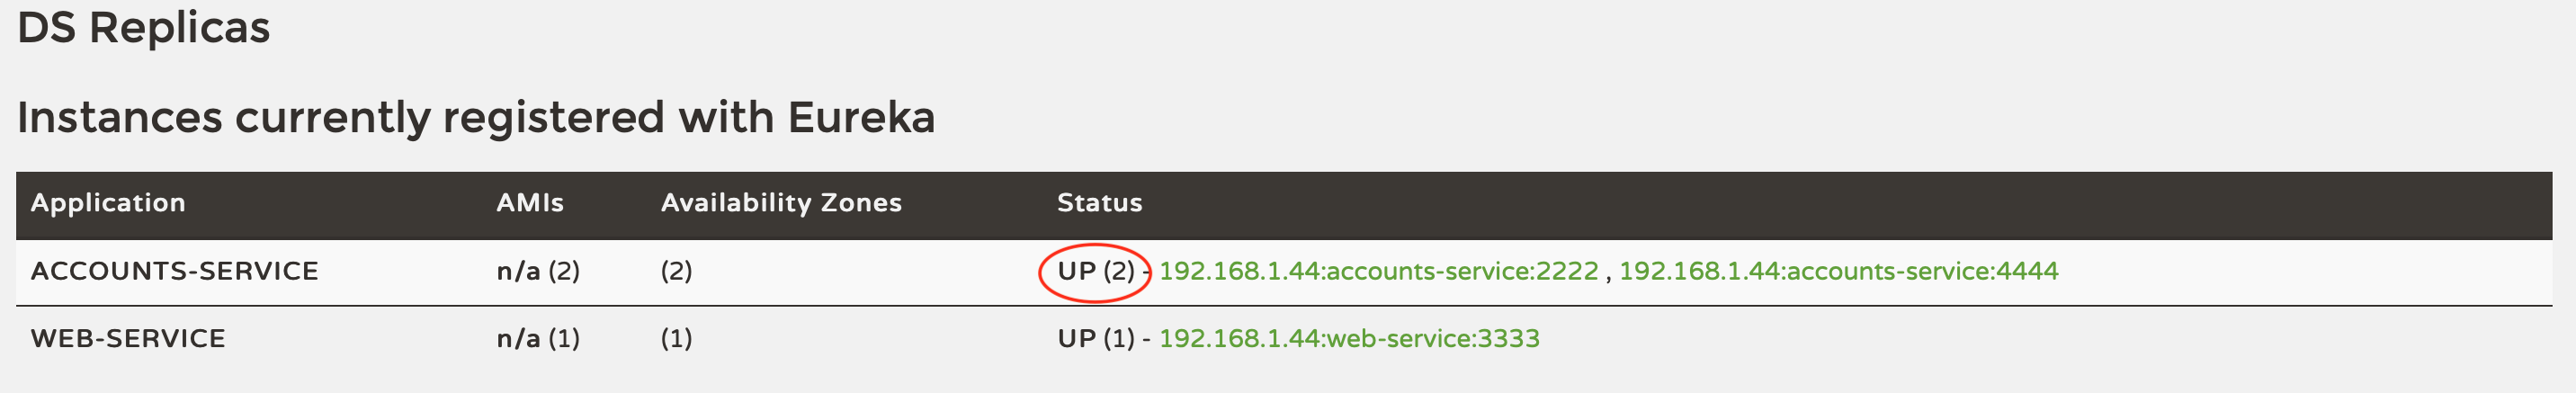 DS Replicas
Instances currently registered with Eureka
Application AMIs Availability Zones Status
ACCOUNTS-SERVICE n/a (2) (2) UP (2) - 192.168.1.44:accounts-service:2222 , 192.168.1.44:accounts-service:4444
WEB-SERVICE n/a (1) (1) UP (1) - 192.168.1.44:web-service:3333